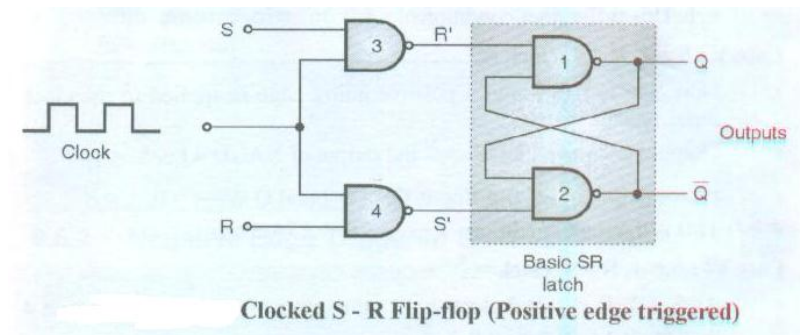 S
3
R'
1
Q
Clock
Outputs
2
Q̅
4
R
S'
Basic SR
latch
Clocked S - R Flip-flop (Positive edge triggered)